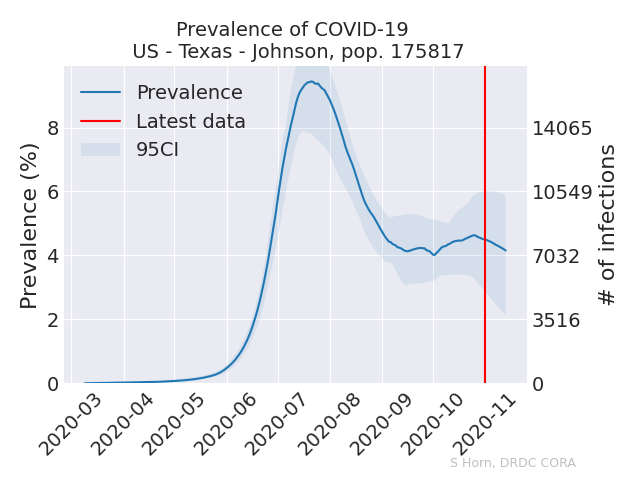 Prevalence of COVID-19
US - Texas - Johnson, pop. 175817
Prevalence
Latest data
95CI
Prevalence (%)
8
6
4
2
0
14065
10549
7032
3516
0
# of infections
2020-03
2020-04
2020-05
2020-06
2020-07
2020-08
2020-09
2020-10
2020-11
S Horn, DRDC CORA